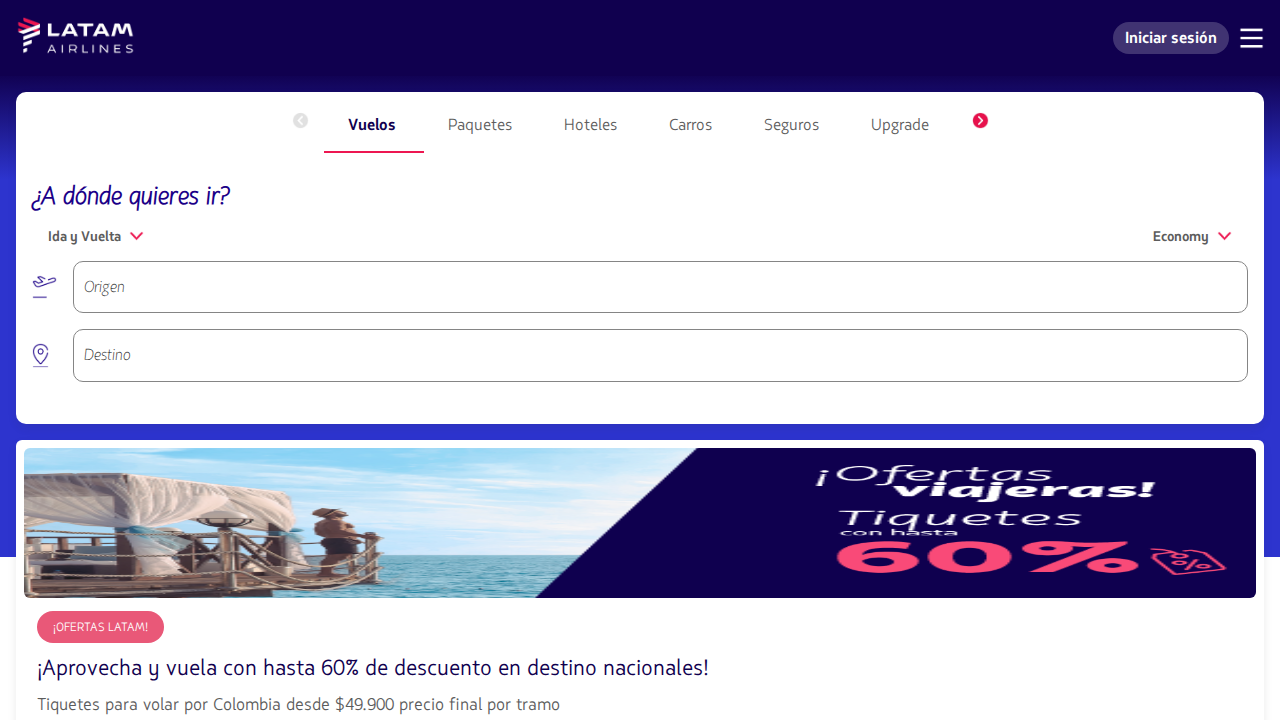 LATAM
AIRLINES
Iniciar sesión
Vuelos
Paquetes
Hoteles
Carros
Seguros
Upgrade
¿A dónde quieres ir?
Ida y Vuelta
Economy
Origen
Destino
¡Ofertas
viajeras!
Tiquetes
con hasta
60%
%
¡OFERTAS LATAM!
¡Aprovecha y vuela con hasta 60% de descuento en destino nacionales!
Tiquetes para volar por Colombia desde $49.900 precio final por tramo